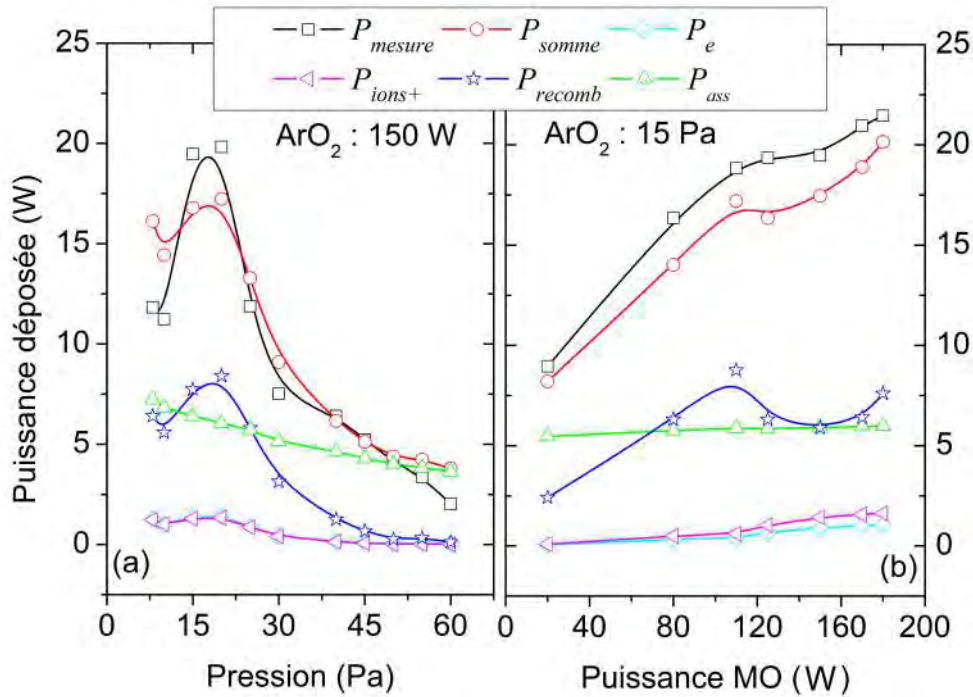 P_mesure P_somme P_e
P_ions+ P_recomb P_ass
ArO2 : 150 W
ArO2 : 15 Pa
Puissance déposée (W)
25
20
15
10
5
0
(a)
0 15 30 45 60
Pression (Pa)
25
20
15
10
5
0
(b)
0 40 80 120 160 200
Puissance MO (W)